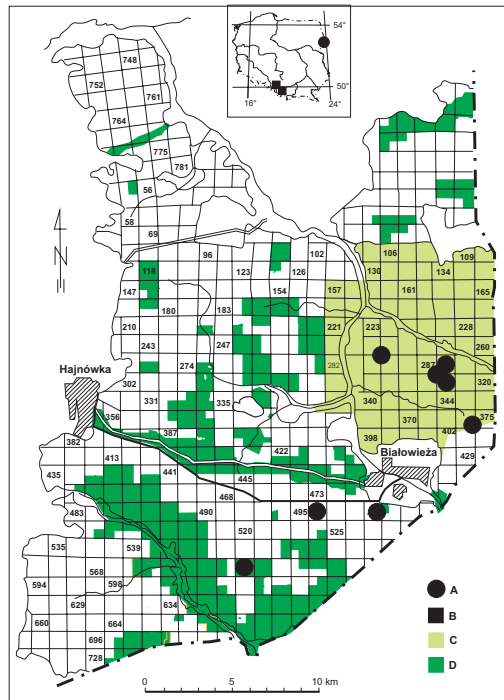 54°
50°
16° 24°
748
752
761
764
775
781
56
58
69
N
96 102 106 109
118 123 126 130 134
147 154 157 161 165
180 183
210 221 223 228
243 247 260
274 282 287
Hajnówka
302 320
331 335 340 344
356 370 375
382 387 398 402
Białowieża
413 422 429
435 441 445
468 473
483 490 495
520 525
535 539
568
594 598
629 634
660 664
696
728
A
B
C
D
0 5 10 km